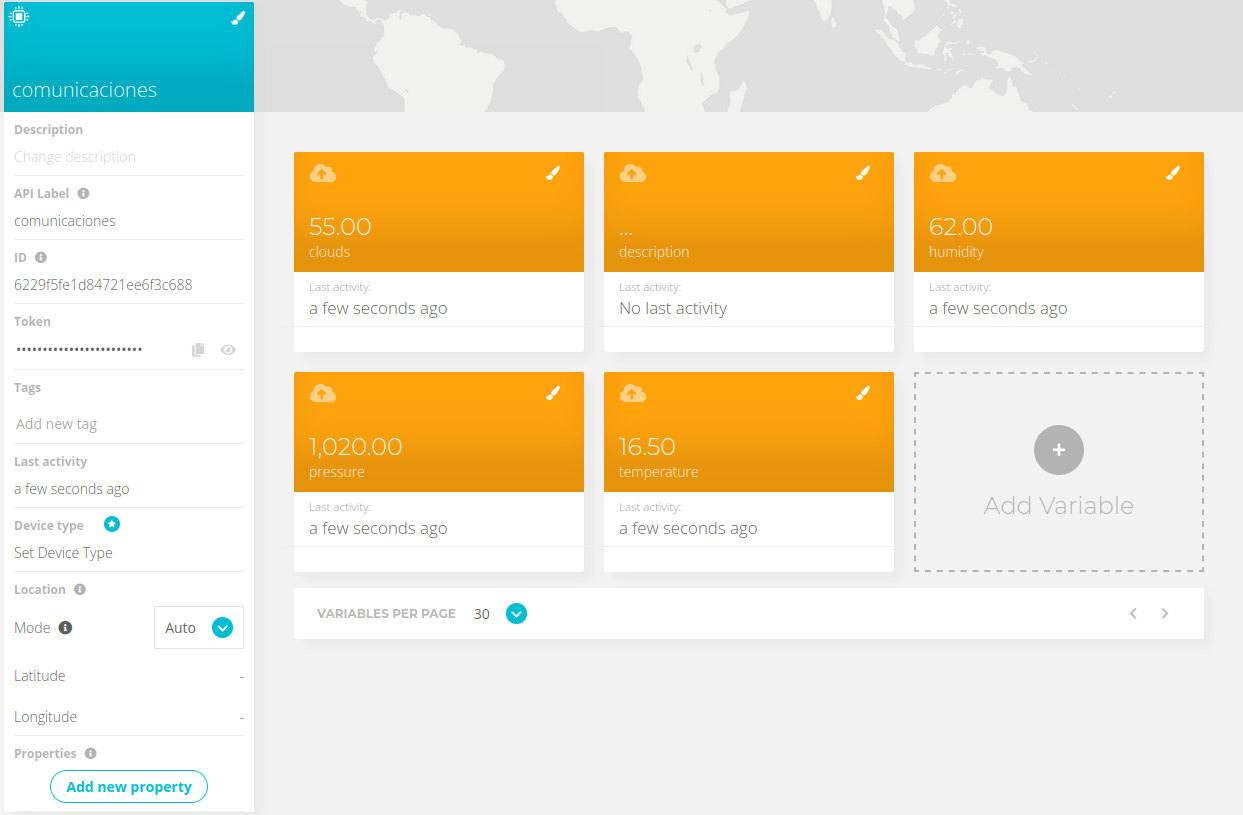 comunicaciones
Description
Change description
API Label
comunicaciones
ID
6229f5fe1d84721ee6f3c688
Token
••••••••••••••••••••••••
Tags
Add new tag
Last activity
a few seconds ago
Device type
Set Device Type
Location
Mode Auto
Latitude -
Longitude -
Properties
Add new property
55.00
clouds
Last activity:
a few seconds ago
...
description
Last activity:
No last activity
62.00
humidity
Last activity:
a few seconds ago
1,020.00
pressure
Last activity:
a few seconds ago
16.50
temperature
Last activity:
a few seconds ago
+
Add Variable
VARIABLES PER PAGE 30